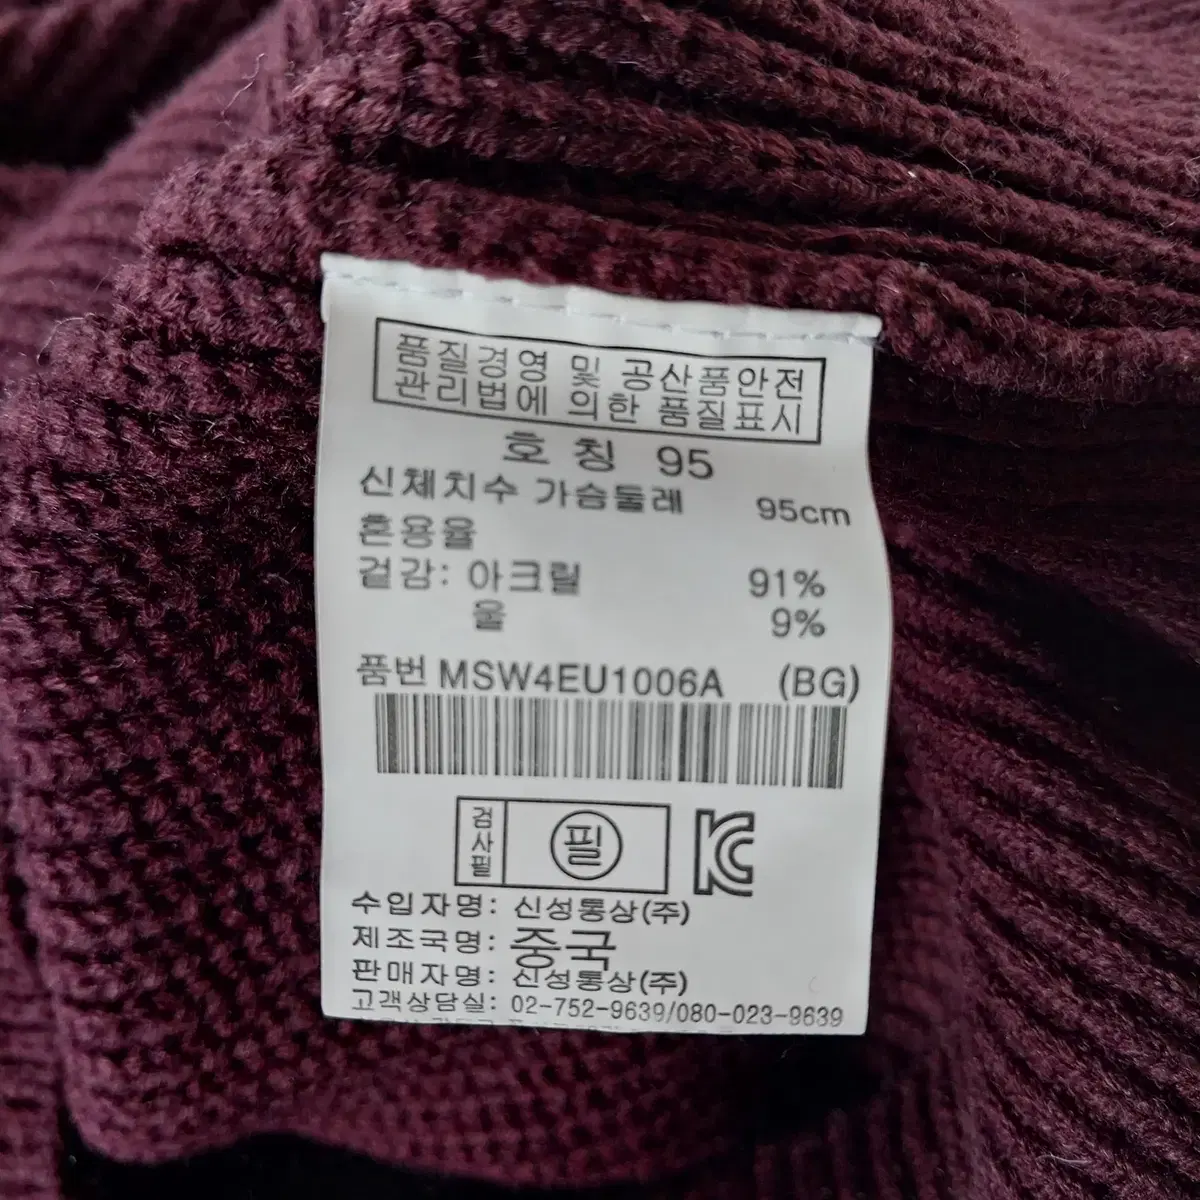 품질경영 및 공산품안전
관리법에 의한 품질표시
호 칭 95
신체치수 가슴둘레 95cm
혼용율
겉감: 아크릴 91%
울 9%
품번 MSW4EU1006A (BG)
검사필 필
수입자명: 신성통상(주)
제조국명: 중국
판매자명: 신성통상(주)
고객상담실: 02-752-9639/080-023-9639